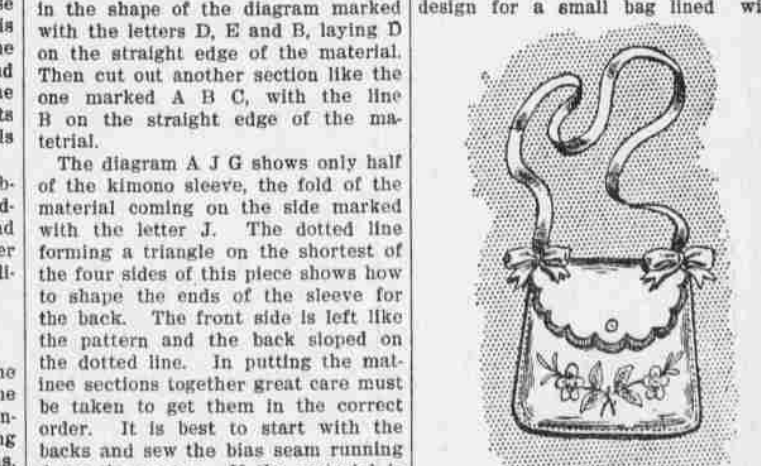 in the shape of the diagram marked
with the letters D, E and B, laying D
on the straight edge of the material.
Then cut out another section like the
one marked A B C, with the line
B on the straight edge of the ma-
tetrial.
The diagram A J G shows only half
of the kimono sleeve, the fold of the
material coming on the side marked
with the letter J. The dotted line
forming a triangle on the shortest of
the four sides of this piece shows how
to shape the ends of the sleeve for
the back. The front side is left like
the pattern and the back sloped on
the dotted line. In putting the mat-
inee sections together great care must
be taken to get them in the correct
order. It is best to start with the
backs and sew the bias seam running
design for a small bag lined